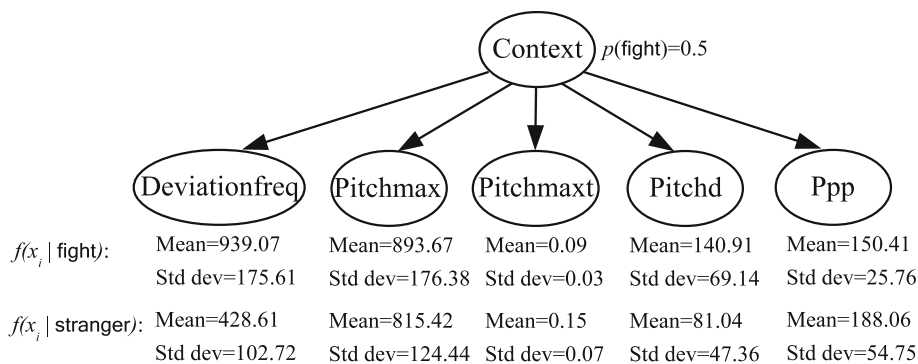 Context p(fight)=0.5
Deviationfreq Pitchmax Pitchmaxt Pitchd Ppp
f(x_i | fight): Mean=939.07 Mean=893.67 Mean=0.09 Mean=140.91 Mean=150.41
Std dev=175.61 Std dev=176.38 Std dev=0.03 Std dev=69.14 Std dev=25.76
f(x_i | stranger): Mean=428.61 Mean=815.42 Mean=0.15 Mean=81.04 Mean=188.06
Std dev=102.72 Std dev=124.44 Std dev=0.07 Std dev=47.36 Std dev=54.75